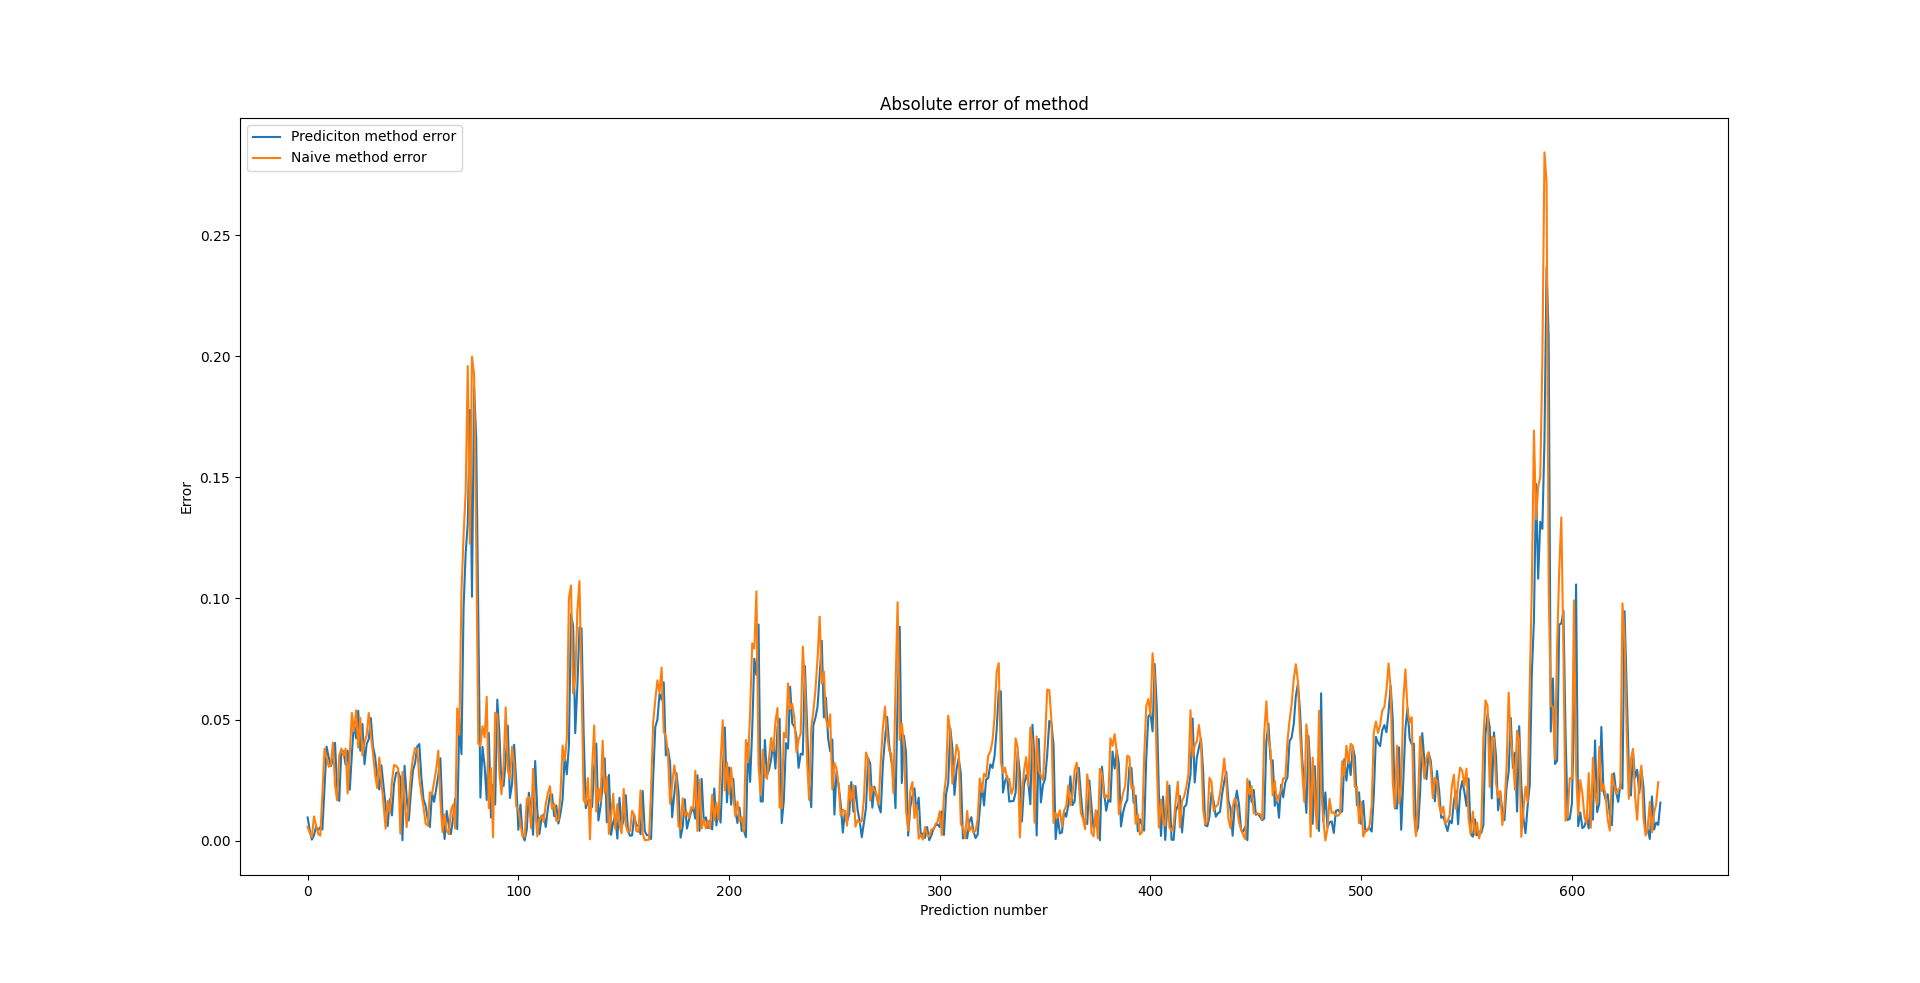 Absolute error of method
Prediciton method error
Naive method error
0.25
0.20
0.15
0.10
0.05
0.00
Error
0 100 200 300 400 500 600
Prediction number